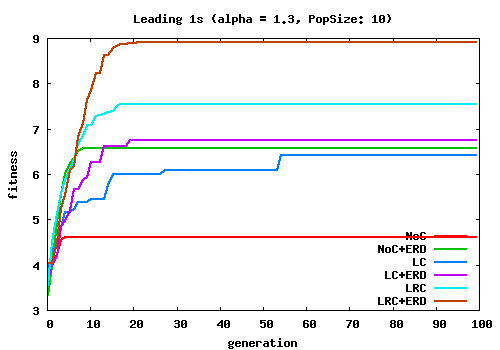 Leading 1s (alpha = 1.3, PopSize: 10)
9
8
7
6
5
4
3
fitness
NoC
NoC+ERD
LC
LC+ERD
LRC
LRC+ERD
0 10 20 30 40 50 60 70 80 90 100
generation